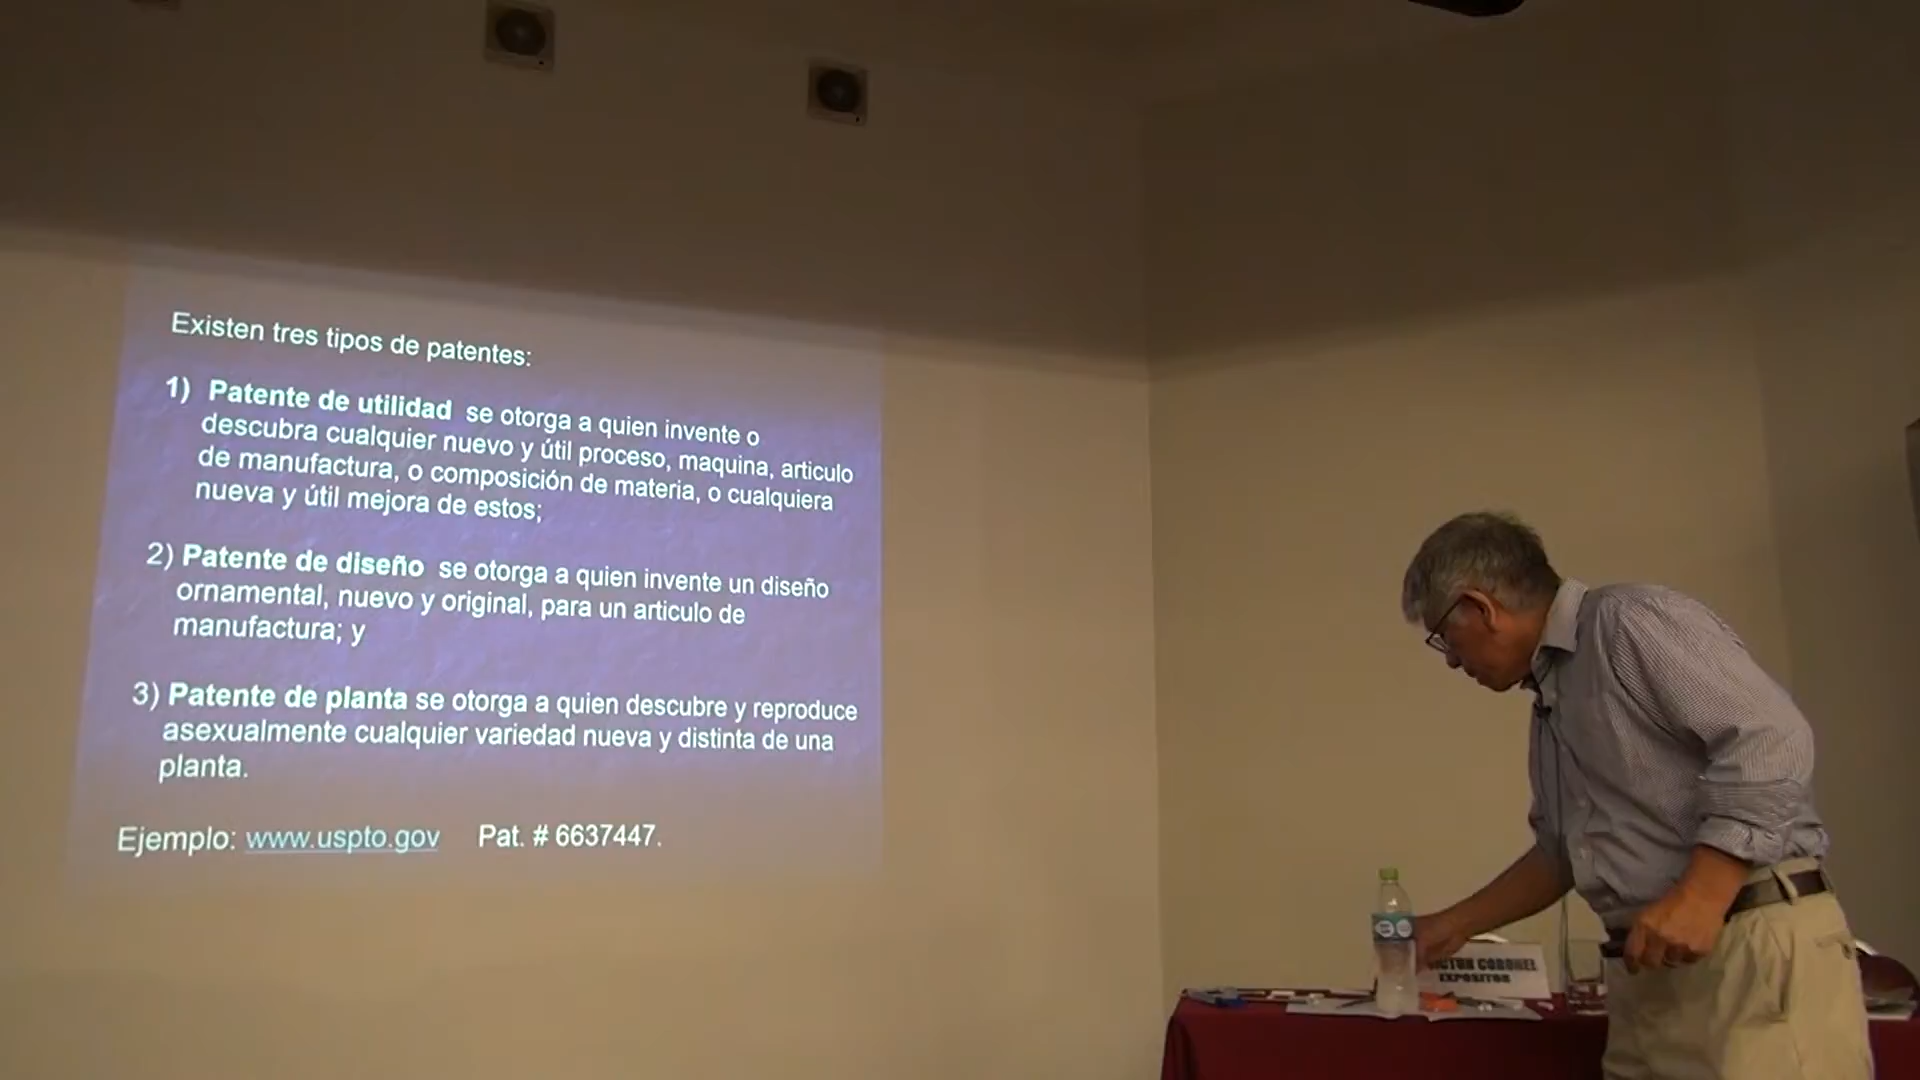 Existen tres tipos de patentes:
1) Patente de utilidad se otorga a quien invente o
descubra cualquier nuevo y útil proceso, maquina, articulo
de manufactura, o composición de materia, o cualquiera
nueva y útil mejora de estos;
2) Patente de diseño se otorga a quien invente un diseño
ornamental, nuevo y original, para un articulo de
manufactura; y
3) Patente de planta se otorga a quien descubre y reproduce
asexualmente cualquier variedad nueva y distinta de una
planta.
Ejemplo: www.uspto.gov Pat. # 6637447.
CORONEL
EXPOSITOR